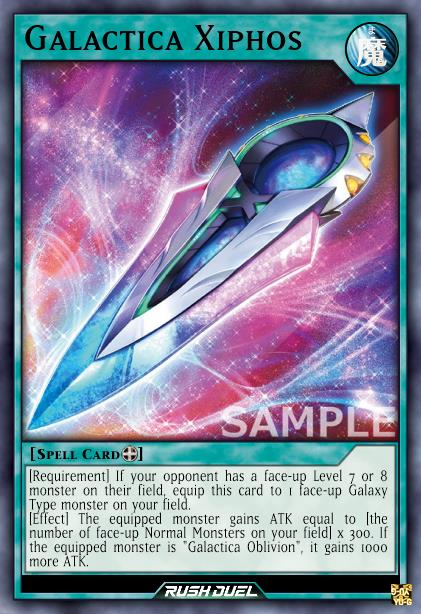 Galactica Xiphos
ま
魔
SAMPLE
[Spell Card]
[Requirement] If your opponent has a face-up Level 7 or 8
monster on their field, equip this card to 1 face-up Galaxy
Type monster on your field.
[Effect] The equipped monster gains ATK equal to [the
number of face-up Normal Monsters on your field] x 300. If
the equipped monster is "Galactica Oblivion", it gains 1000
more ATK.
RUSH DUEL